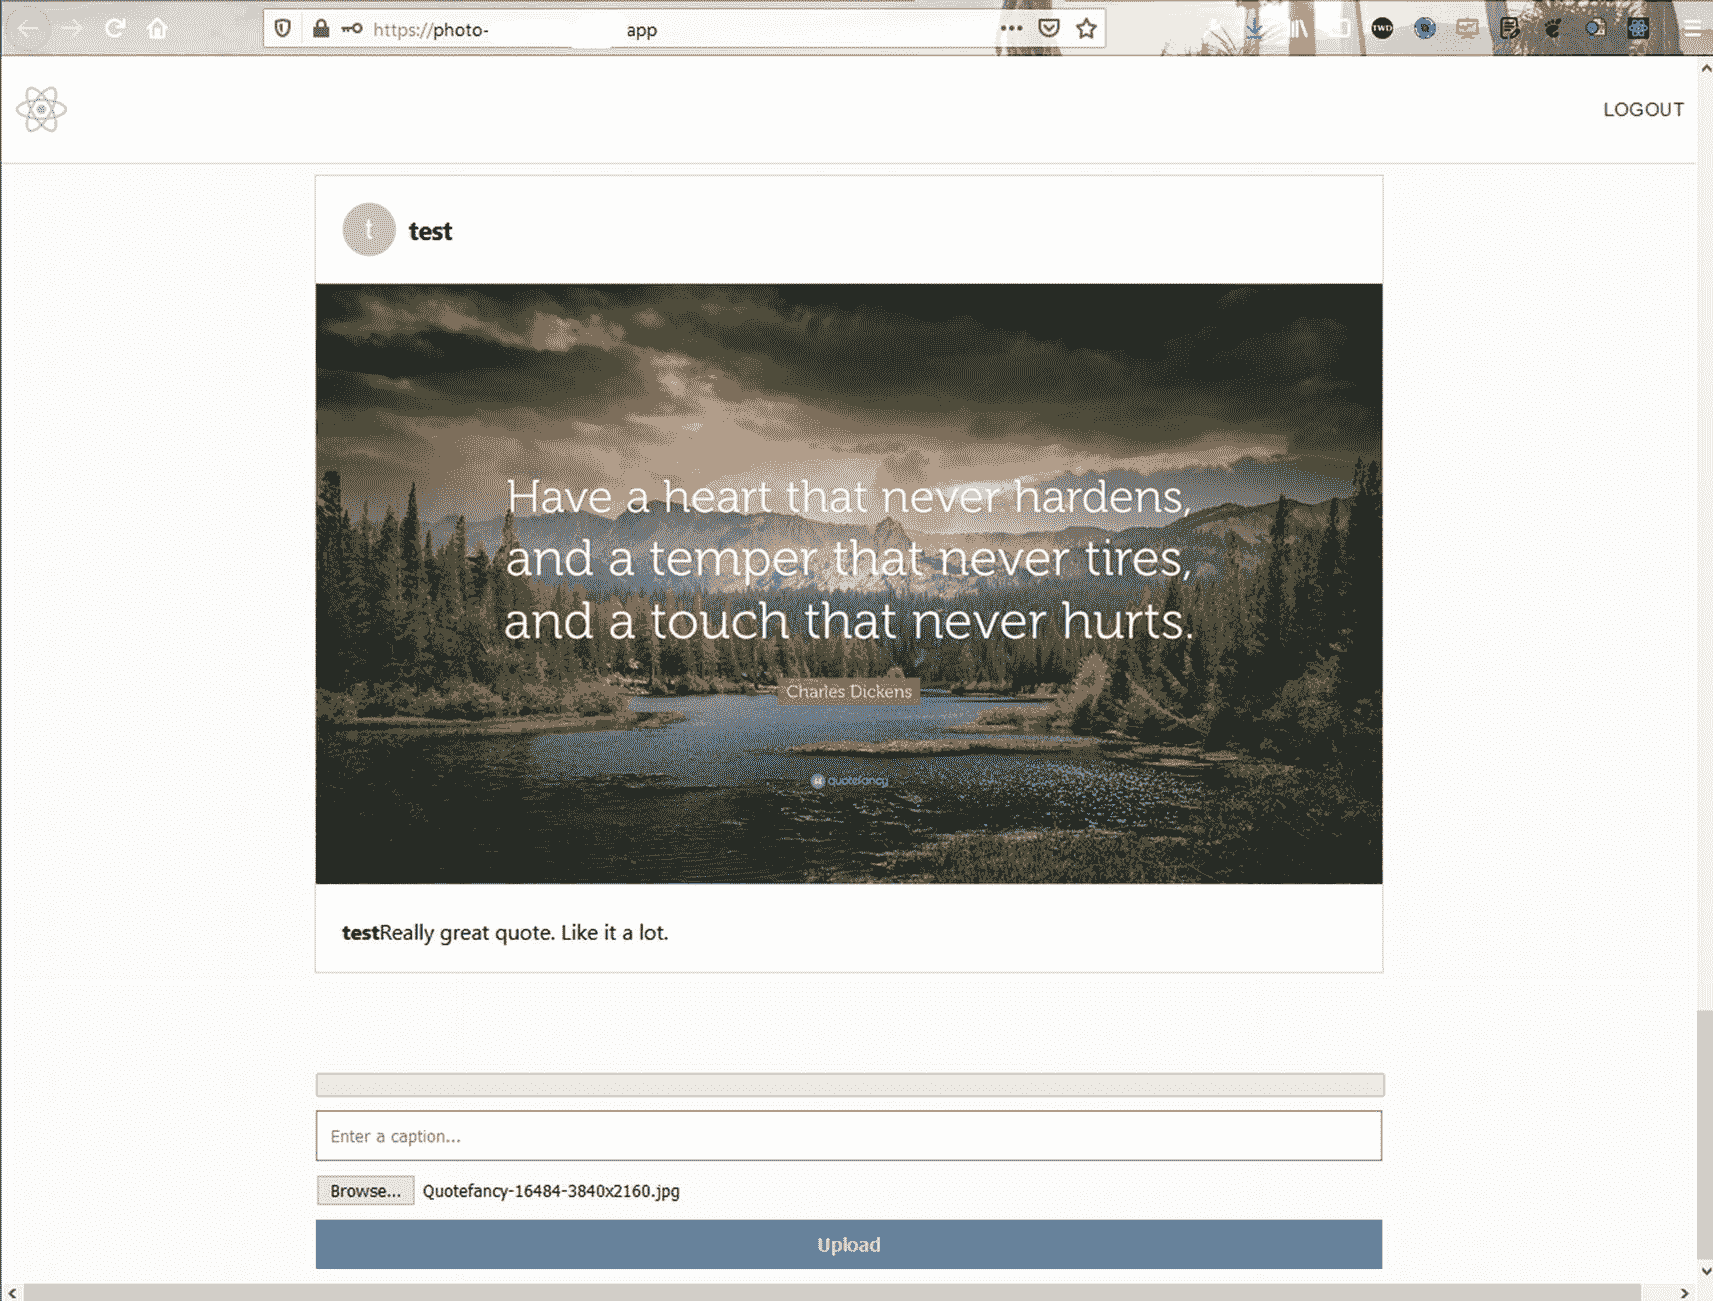 https://photo- app
TWD
LOGOUT
t test
Have a heart that never hardens,
and a temper that never tires,
and a touch that never hurts.
Charles Dickens
quotefancy
testReally great quote. Like it a lot.
Enter a caption...
Browse... Quotefancy-16484-3840x2160.jpg
Upload